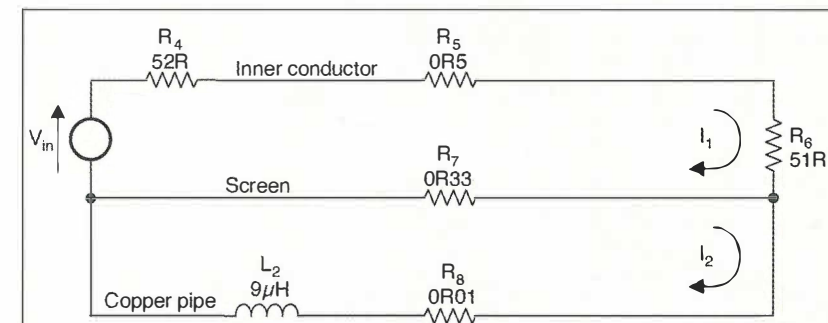 R4
52R
Inner conductor
R5
0R5
Vin
I1
R6
51R
R7
0R33
Screen
I2
L2
9µH
R8
0R01
Copper pipe